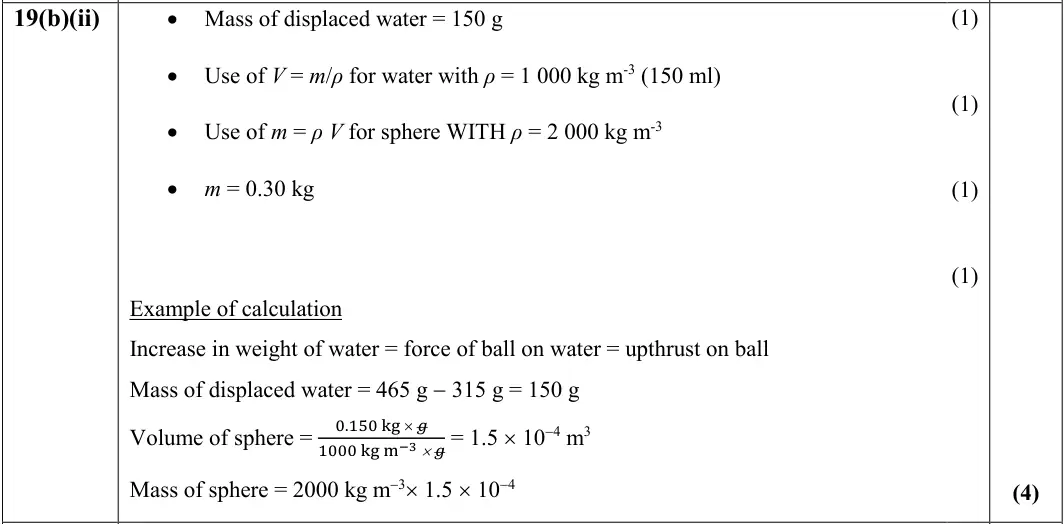 19(b)(ii)
• Mass of displaced water = 150 g (1)
• Use of V = m/ρ for water with ρ = 1 000 kg m⁻³ (150 ml)
(1)
• Use of m = ρ V for sphere WITH ρ = 2 000 kg m⁻³
• m = 0.30 kg (1)
(1)
Example of calculation
Increase in weight of water = force of ball on water = upthrust on ball
Mass of displaced water = 465 g – 315 g = 150 g
Volume of sphere = 0.150 kg × g / 1000 kg m⁻³ × g = 1.5 × 10⁻⁴ m³
Mass of sphere = 2000 kg m⁻³× 1.5 × 10⁻⁴ (4)